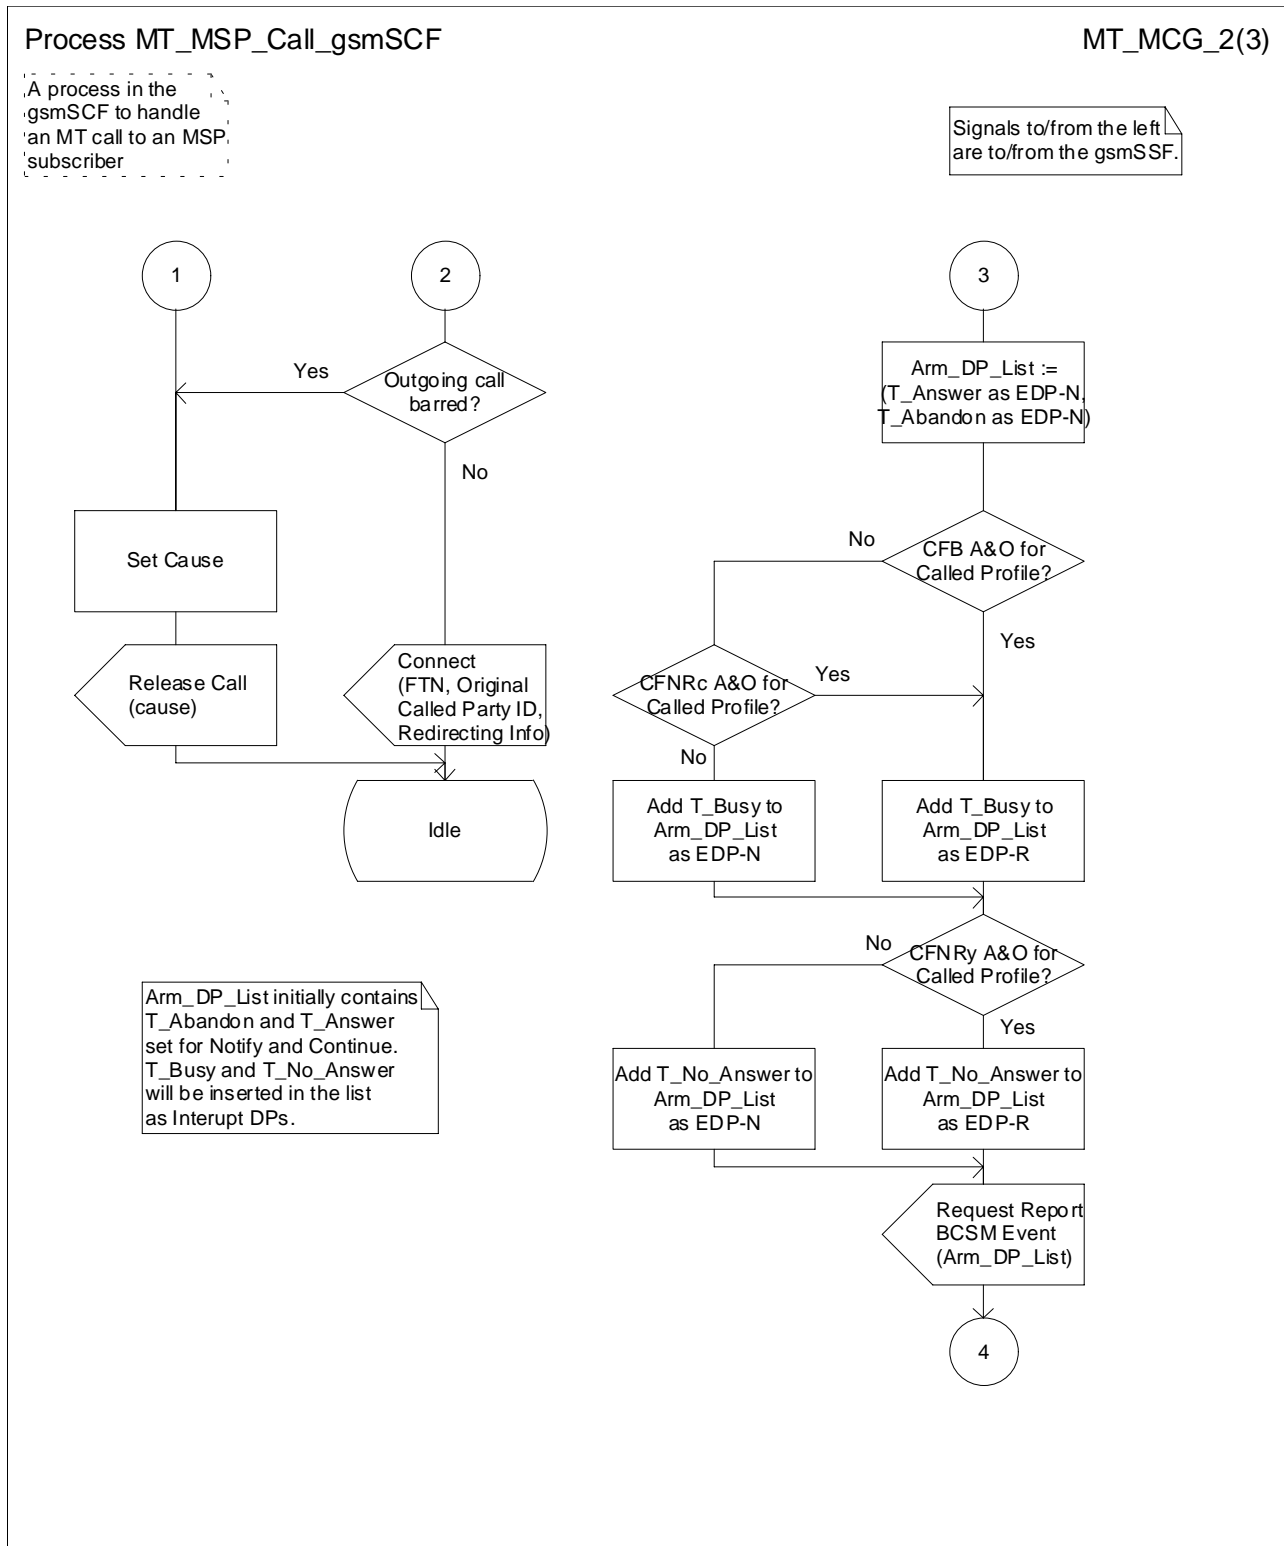 Process MT_MSP_Call_gsmSCF
MT_MCG_2(3)
A process in the
gsmSCF to handle
an MT call to an MSP
subscriber
Signals to/from the left
are to/from the gsmSSF.
1
2
3
Yes
Outgoing call
barred?
No
Arm_DP_List :=
(T_Answer as EDP-N,
T_Abandon as EDP-N)
Set Cause
No
CFB A&O for
Called Profile?
Yes
Release Call
(cause)
Connect
(FTN, Original
Called Party ID,
Redirecting Info)
CFNRc A&O for
Called Profile?
Yes
No
Idle
Add T_Busy to
Arm_DP_List
as EDP-N
Add T_Busy to
Arm_DP_List
as EDP-R
No
CFNRy A&O for
Called Profile?
Yes
Arm_DP_List initially contains
T_Abandon and T_Answer
set for Notify and Continue.
T_Busy and T_No_Answer
will be inserted in the list
as Interupt DPs.
Add T_No_Answer to
Arm_DP_List
as EDP-N
Add T_No_Answer to
Arm_DP_List
as EDP-R
Request Report
BCSM Event
(Arm_DP_List)
4